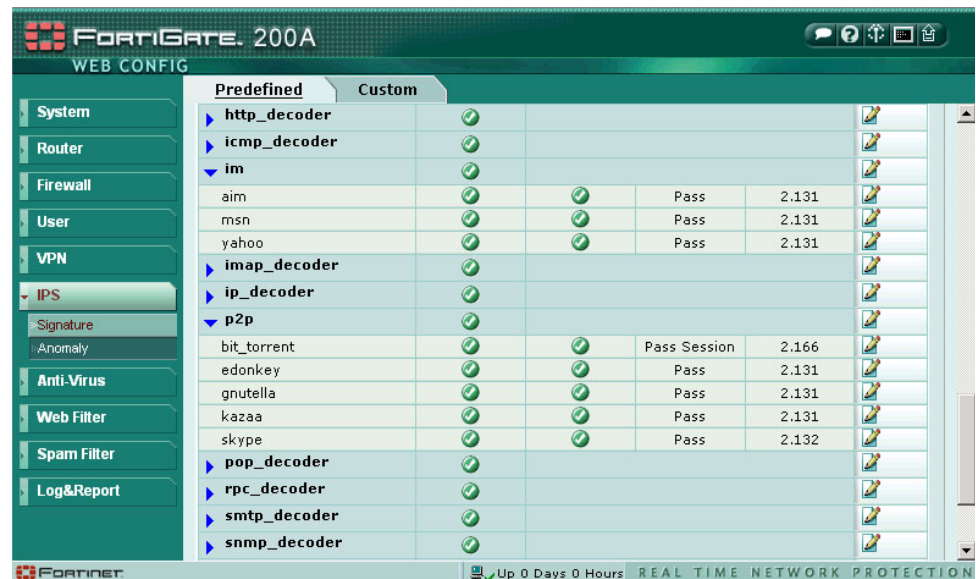 FORTIGATE. 200A
WEB CONFIG
Predefined Custom
System
Router
Firewall
User
VPN
IPS
Signature
Anomaly
Anti-Virus
Web Filter
Spam Filter
Log&Report
http_decoder
icmp_decoder
im
aim Pass 2.131
msn Pass 2.131
yahoo Pass 2.131
imap_decoder
ip_decoder
p2p
bit_torrent Pass Session 2.166
edonkey Pass 2.131
gnutella Pass 2.131
kazaa Pass 2.131
skype Pass 2.132
pop_decoder
rpc_decoder
smtp_decoder
snmp_decoder
FORTINET. Up 0 Days 0 Hours REAL TIME NETWORK PROTECTION